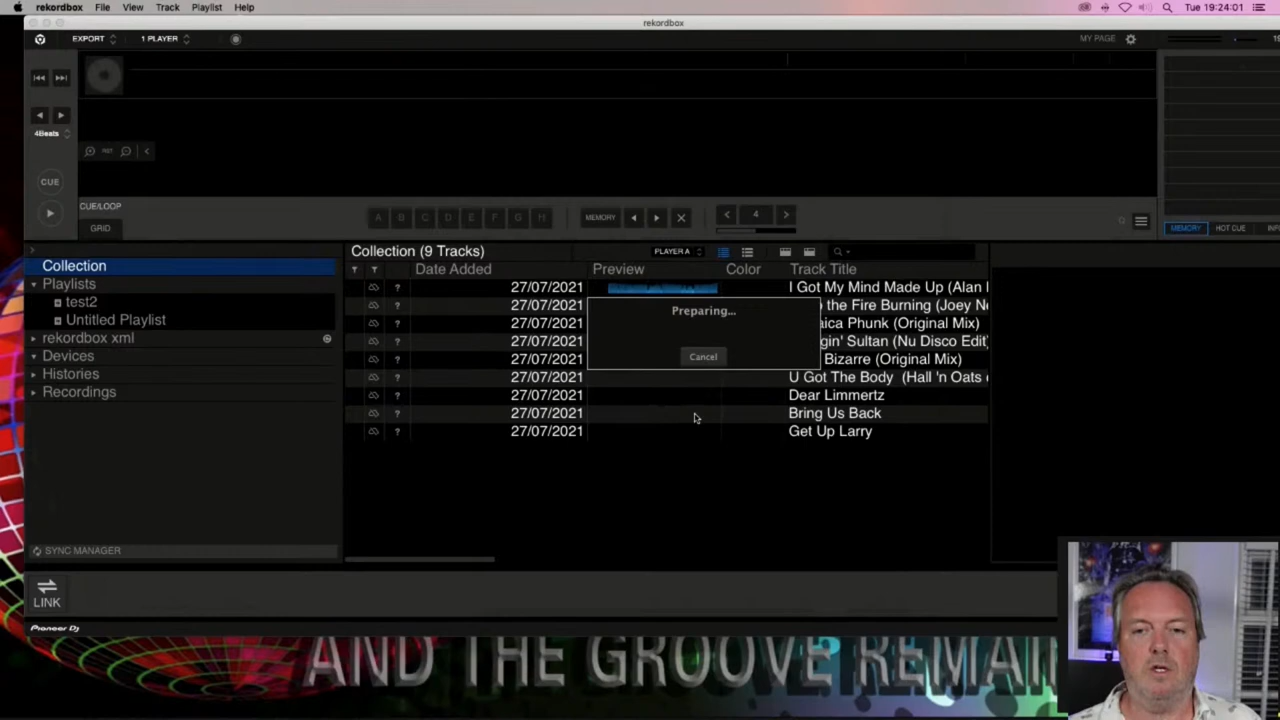 rekordbox File View Track Playlist Help Tue 19:24:01
rekordbox
EXPORT 1 PLAYER MY PAGE
4Beats
CUE
CUE/LOOP
GRID
A B C D E F G H MEMORY 4
MEMORY HOT CUE
Collection (9 Tracks) PLAYER A
Date Added Preview Color Track Title
Collection
Playlists
test2
Untitled Playlist
rekordbox xml
Devices
Histories
Recordings
27/07/2021 I Got My Mind Made Up (Alan
27/07/2021 the Fire Burning (Joey
27/07/2021 Phunk (Original Mix)
27/07/2021 Sultan (Nu Disco Edit)
27/07/2021 Bizarre (Original Mix)
27/07/2021 U Got The Body (Hall 'n Oats
27/07/2021 Dear Limmertz
27/07/2021 Bring Us Back
27/07/2021 Get Up Larry
Preparing...
Cancel
SYNC MANAGER
LINK
Pioneer Dj
AND THE GROOVE